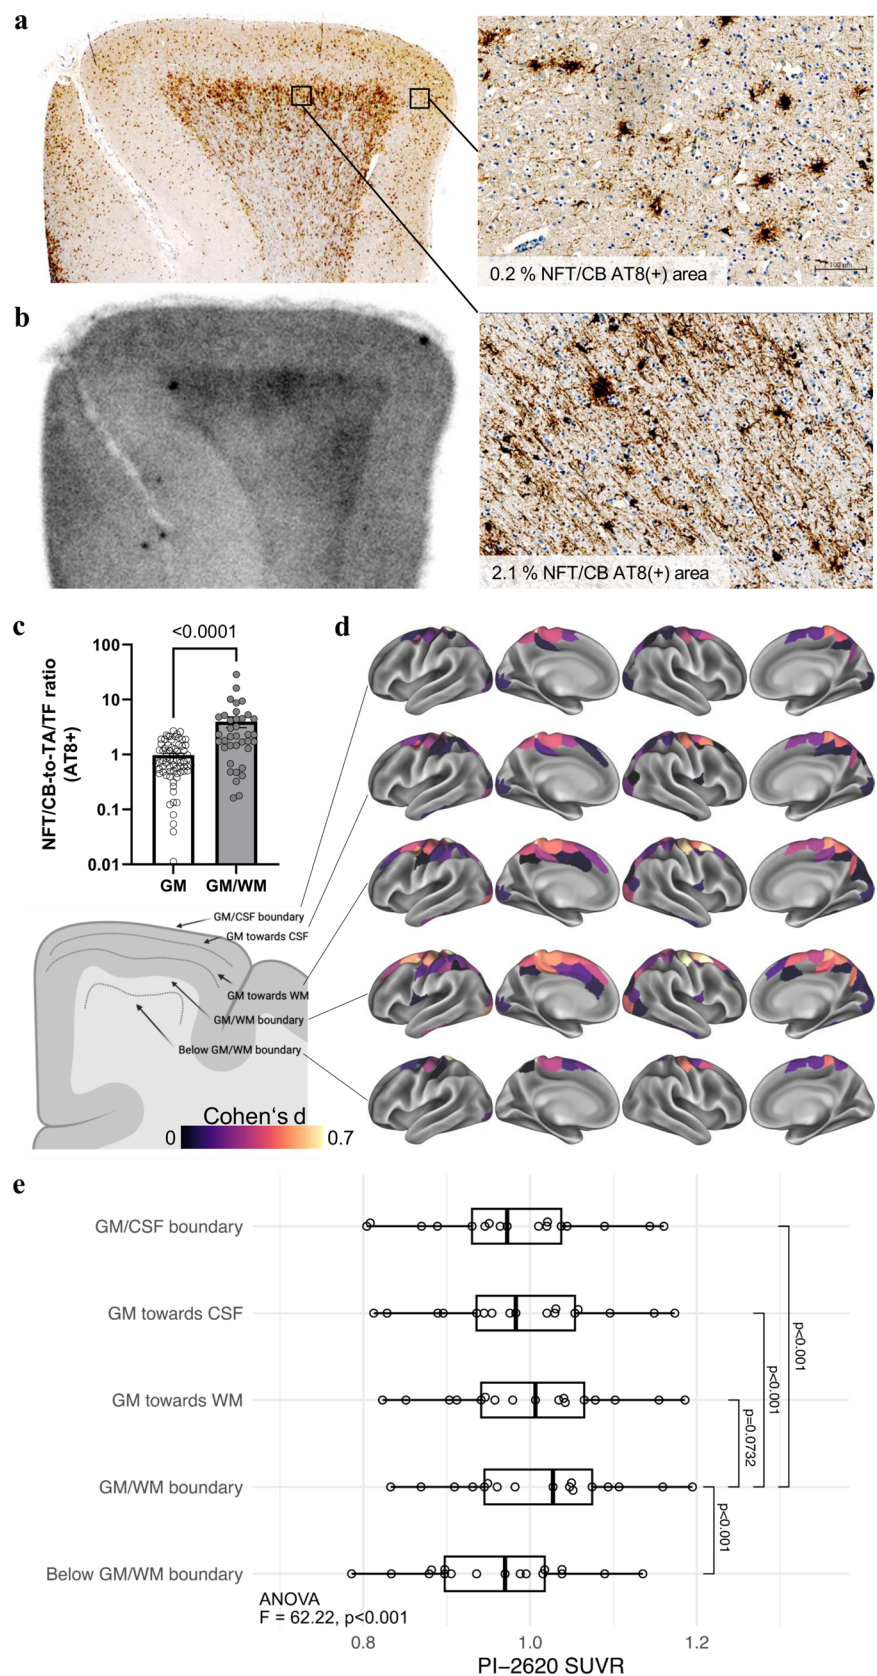 a
0.2 % NFT/CB AT8(+) area
100 µm
b
2.1 % NFT/CB AT8(+) area
c
<0.0001
NFT/CB-to-TA/TF ratio
(AT8+)
100
10
1
0.1
0.01
GM
GM/WM
d
GM/CSF boundary
GM towards CSF
GM towards WM
GM/WM boundary
Below GM/WM boundary
Cohen‘s d
0
0.7
e
GM/CSF boundary
GM towards CSF
GM towards WM
GM/WM boundary
Below GM/WM boundary
p<0.001
p<0.001
p=0.0732
p<0.001
ANOVA
F = 62.22, p<0.001
0.8
1.0
1.2
PI−2620 SUVR